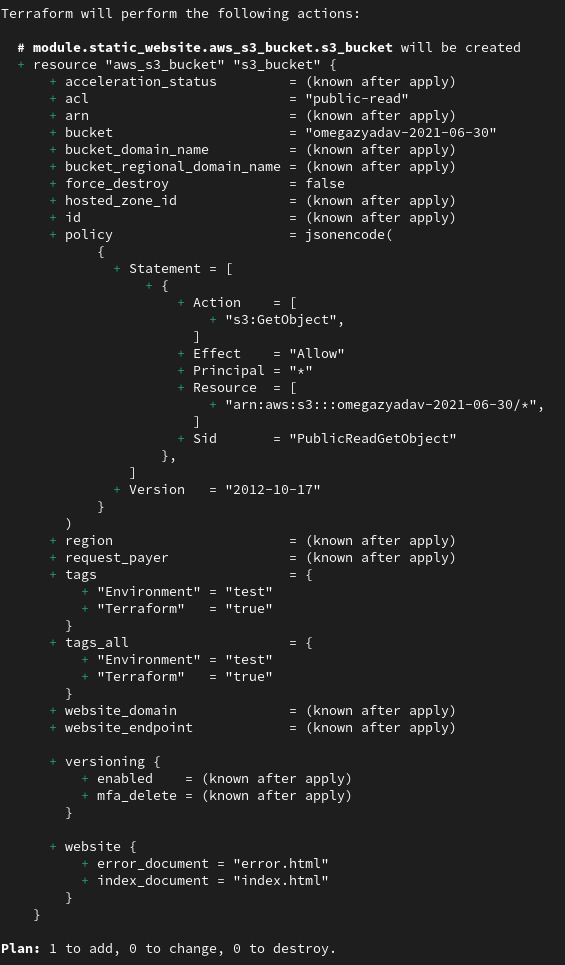 Terraform will perform the following actions:

  # module.static_website.aws_s3_bucket.s3_bucket will be created
  + resource "aws_s3_bucket" "s3_bucket" {
      + acceleration_status         = (known after apply)
      + acl                         = "public-read"
      + arn                         = (known after apply)
      + bucket                      = "omegazyadav-2021-06-30"
      + bucket_domain_name          = (known after apply)
      + bucket_regional_domain_name = (known after apply)
      + force_destroy               = false
      + hosted_zone_id              = (known after apply)
      + id                          = (known after apply)
      + policy                      = jsonencode(
            {
              + Statement = [
                  + {
                      + Action    = [
                          + "s3:GetObject",
                        ]
                      + Effect    = "Allow"
                      + Principal = "*"
                      + Resource  = [
                          + "arn:aws:s3:::omegazyadav-2021-06-30/*",
                        ]
                      + Sid       = "PublicReadGetObject"
                    },
                ]
              + Version   = "2012-10-17"
            }
        )
      + region                      = (known after apply)
      + request_payer               = (known after apply)
      + tags                        = {
          + "Environment" = "test"
          + "Terraform"   = "true"
        }
      + tags_all                    = {
          + "Environment" = "test"
          + "Terraform"   = "true"
        }
      + website_domain              = (known after apply)
      + website_endpoint            = (known after apply)

      + versioning {
          + enabled    = (known after apply)
          + mfa_delete = (known after apply)
        }

      + website {
          + error_document = "error.html"
          + index_document = "index.html"
        }
    }

Plan: 1 to add, 0 to change, 0 to destroy.